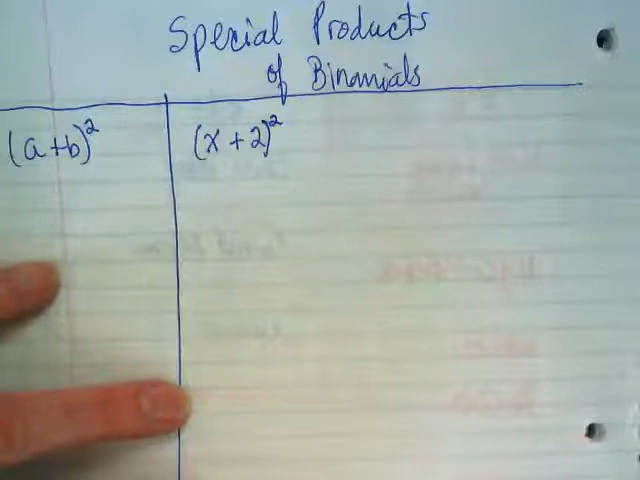 Special Products
of Binomials
(a+b)²
(x+2)²